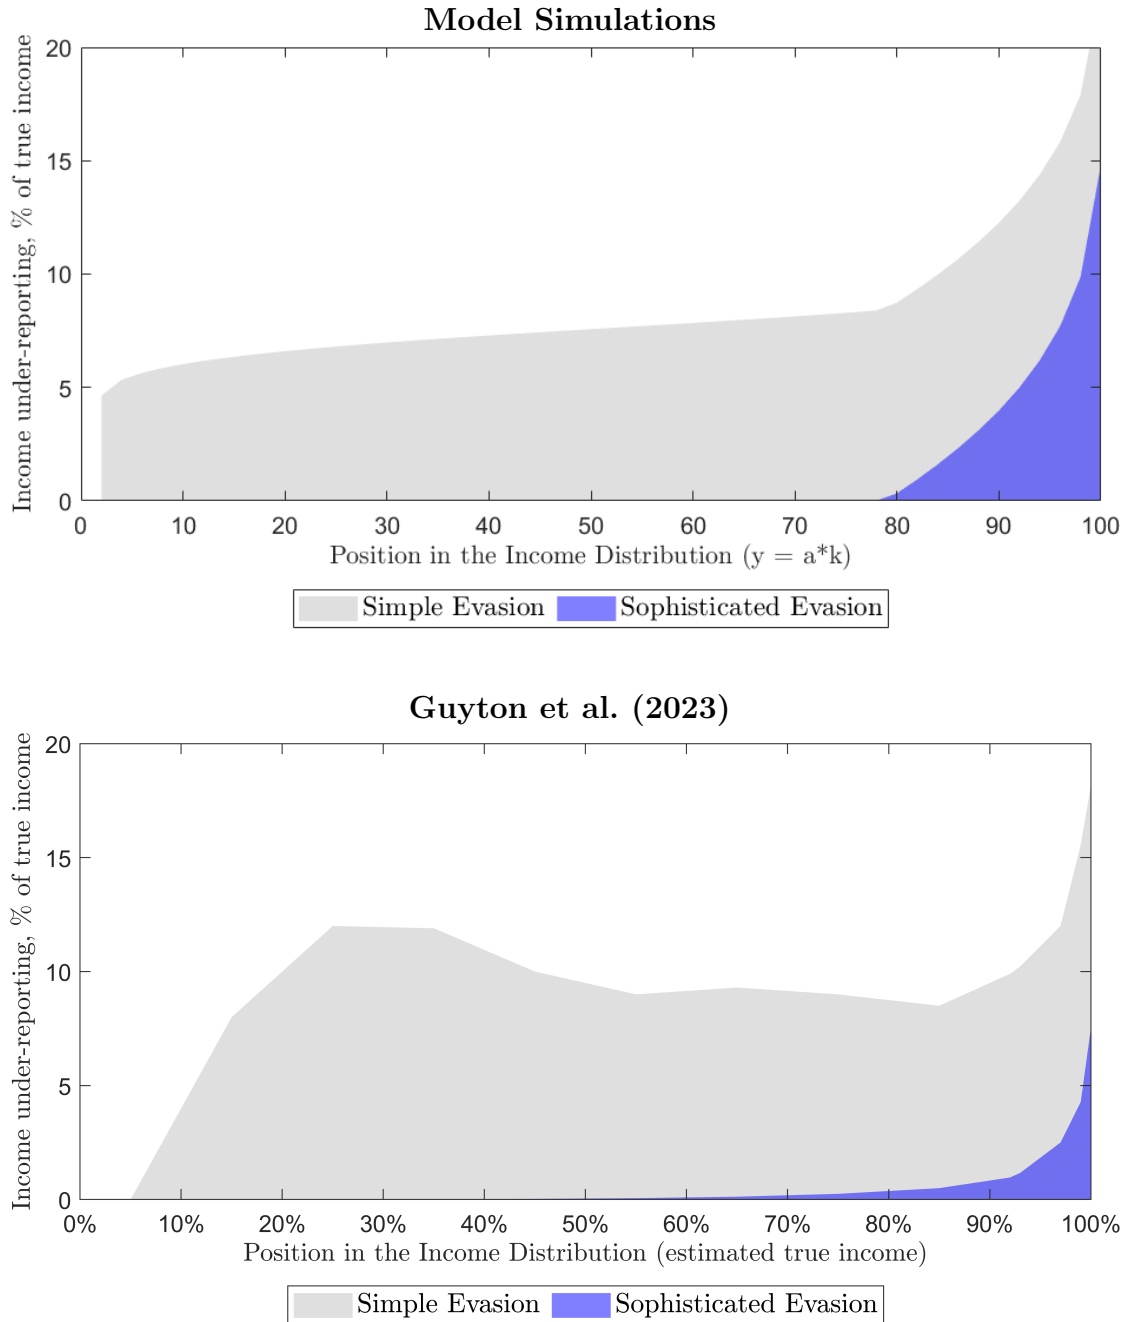 Model Simulations
Income under-reporting, % of true income
20
15
10
5
0
0 10 20 30 40 50 60 70 80 90 100
Position in the Income Distribution (y = a*k)
Simple Evasion Sophisticated Evasion
Guyton et al. (2023)
Income under-reporting, % of true income
20
15
10
5
0
0% 10% 20% 30% 40% 50% 60% 70% 80% 90% 100%
Position in the Income Distribution (estimated true income)
Simple Evasion Sophisticated Evasion